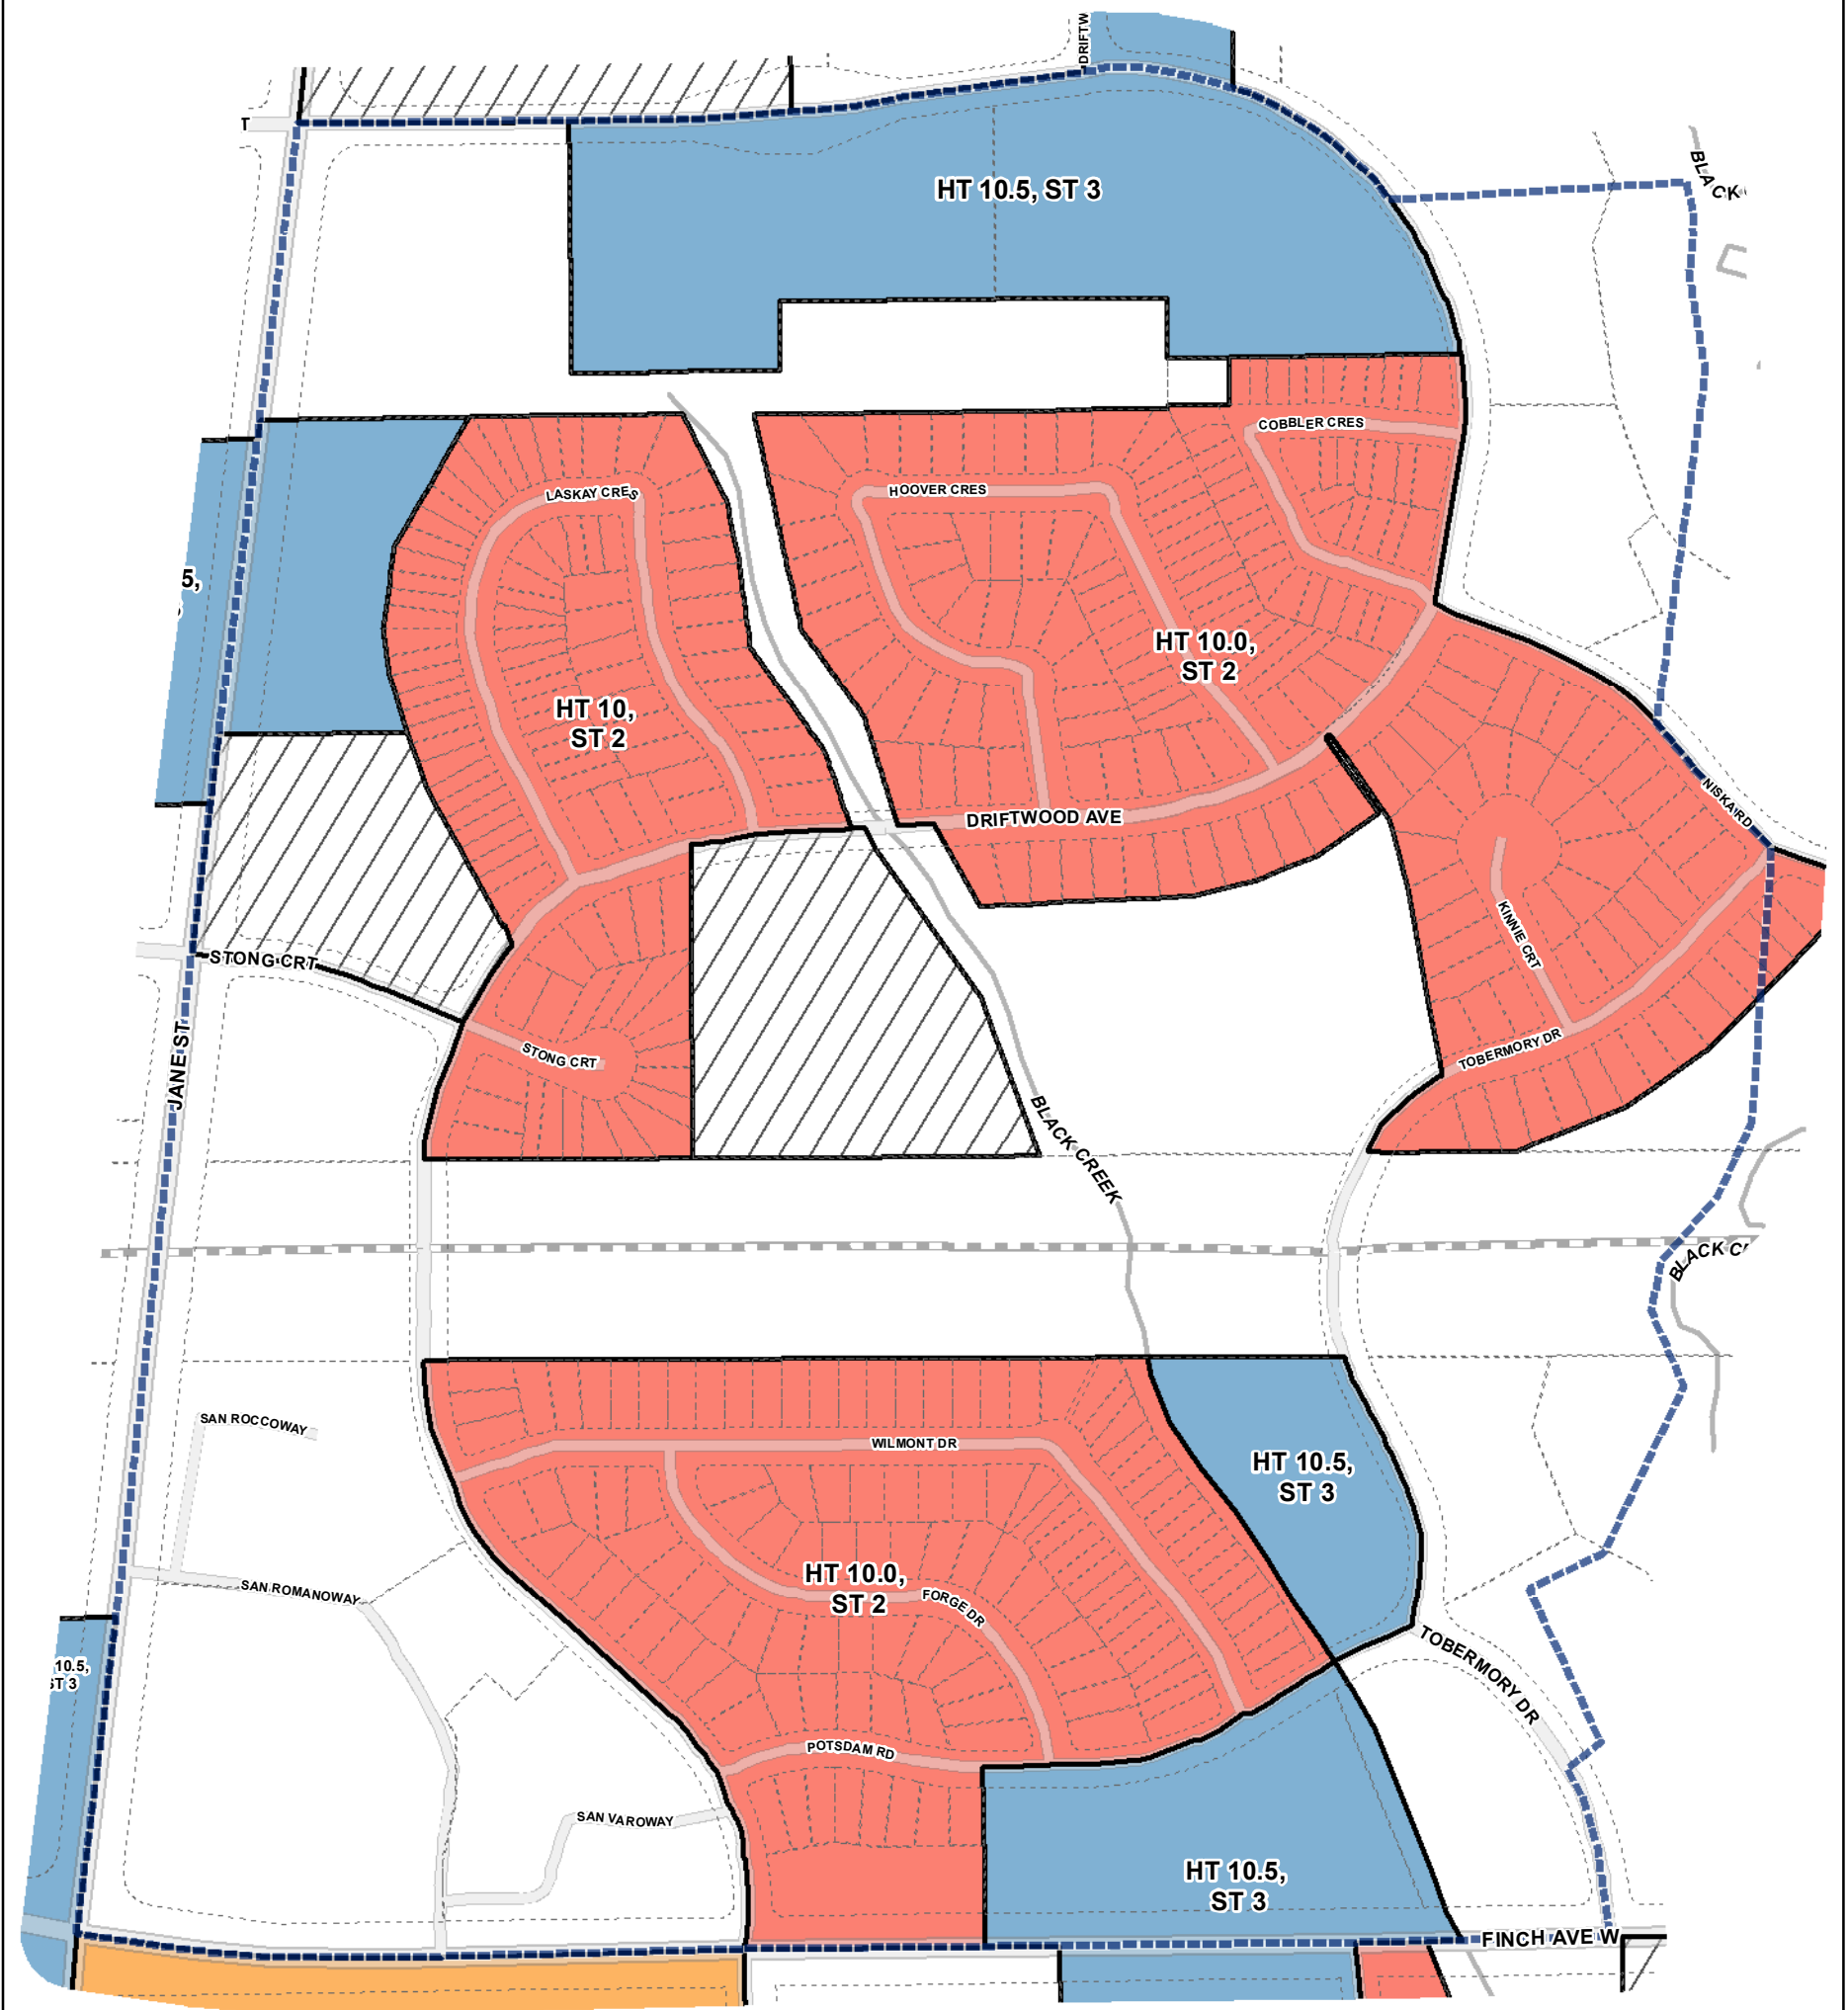 DRIFTW
T
BLACK
HT 10.5, ST 3
COBBLER CRES
LASKAY CRES
HOOVER CRES
5,
HT 10.0,
ST 2
HT 10,
ST 2
NISKA RD
DRIFTWOOD AVE
KINNIE CRT
STONG CRT
TOBERMORY DR
STONG CRT
JANE ST
BLACK CREEK
BLACK C
SAN ROCCOWAY
WILMONT DR
HT 10.5,
ST 3
SAN ROMANOWAY
HT 10.0,
ST 2
FORGE DR
TOBERMORY DR
10.5,
ST 3
POTSDAM RD
SAN VAROWAY
HT 10.5,
ST 3
FINCH AVE W